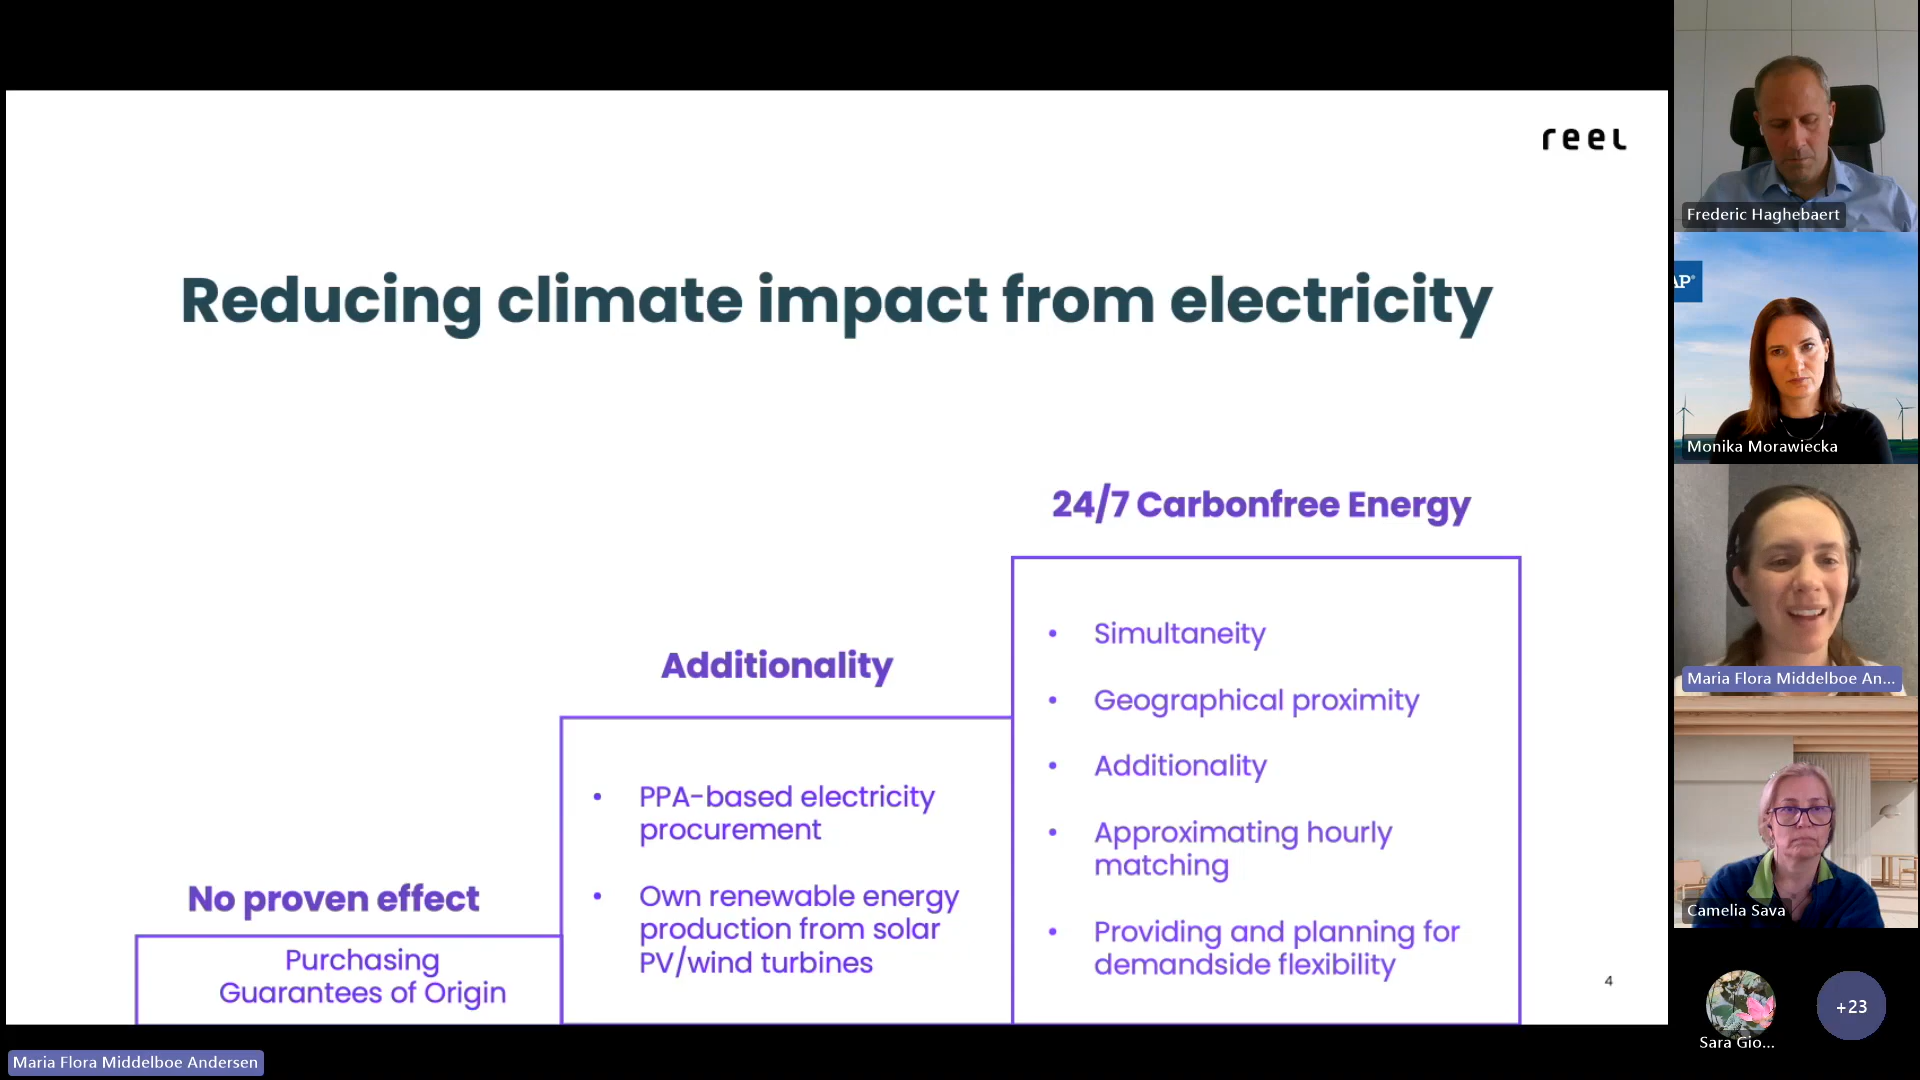 reel
Reducing climate impact from electricity
No proven effect
Purchasing
Guarantees of Origin
Additionality
• PPA-based electricity
procurement
• Own renewable energy
production from solar
PV/wind turbines
24/7 Carbonfree Energy
• Simultaneity
• Geographical proximity
• Additionality
• Approximating hourly
matching
• Providing and planning for
demandside flexibility
4
Maria Flora Middelboe Andersen
Frederic Haghebaert
AP®
Monika Morawiecka
Maria Flora Middelboe An...
Camelia Sava
Sara Gio...
+23